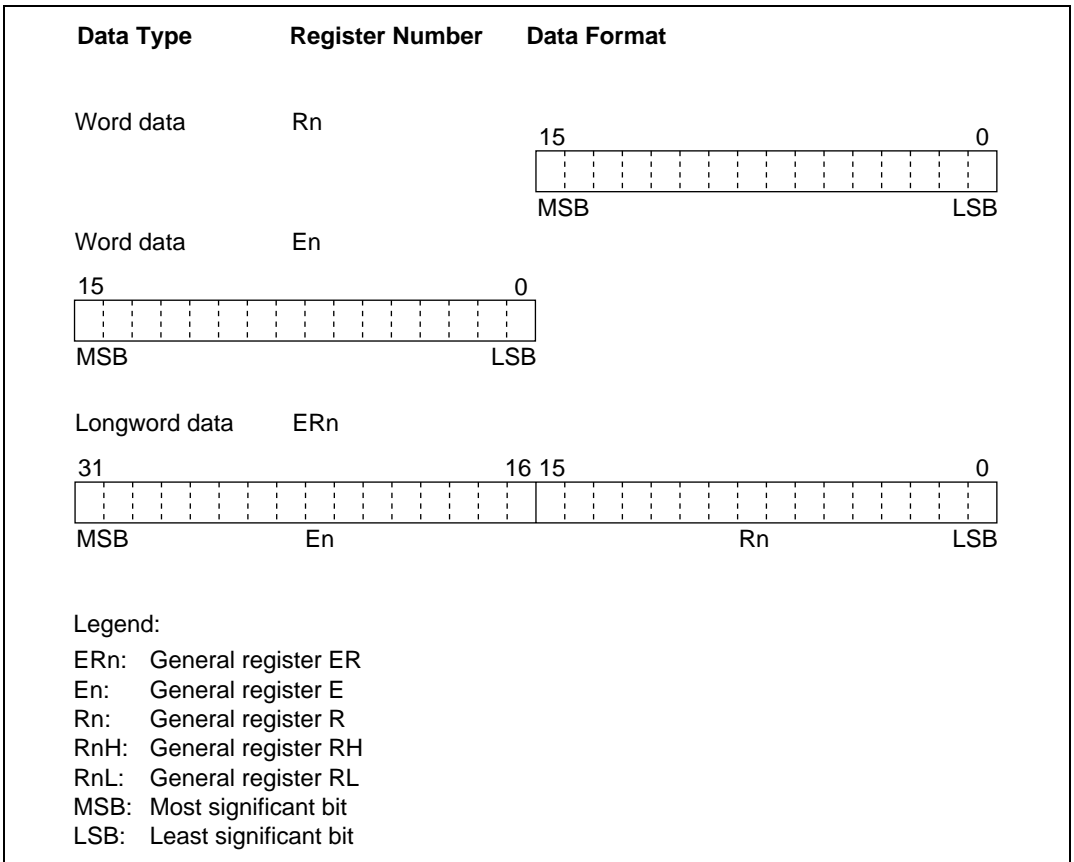 Data Type Register Number Data Format
Word data Rn
15 0
MSB LSB
Word data En
15 0
MSB LSB
Longword data ERn
31 16 15 0
MSB En Rn LSB
Legend:
ERn: General register ER
En: General register E
Rn: General register R
RnH: General register RH
RnL: General register RL
MSB: Most significant bit
LSB: Least significant bit